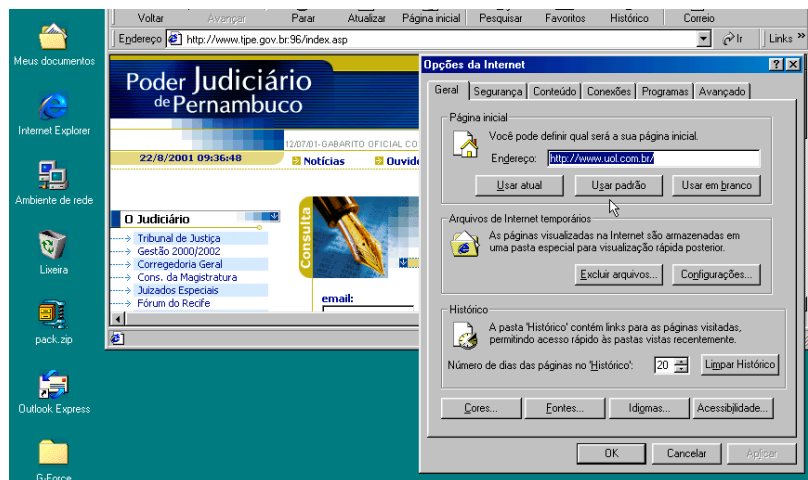 Voltar Avançar Parar Atualizar Página inicial Pesquisar Favoritos Histórico Correio
Endereço http://www.tjpe.gov.br:96/index.asp Ir Links »
Meus documentos
Internet Explorer
Ambiente de rede
Lixeira
pack.zip
Outlook Express
G-Force
Poder Judiciário
de Pernambuco
12/07/01-GABARITO OFICIAL CO
22/8/2001 09:36:48 Notícias Ouvido
O Judiciário
Tribunal de Justiça
Gestão 2000/2002
Corregedoria Geral
Cons. da Magistratura
Juizados Especiais
Fórum do Recife
Consulta
email:
Opções da Internet
Geral Segurança Conteúdo Conexões Programas Avançado
Página inicial
Você pode definir qual será a sua página inicial.
Endereço: http://www.uol.com.br/
Usar atual Usar padrão Usar em branco
Arquivos de Internet temporários
As páginas visualizadas na Internet são armazenadas em
uma pasta especial para visualização rápida posterior.
Excluir arquivos... Configurações...
Histórico
A pasta 'Histórico' contém links para as páginas visitadas,
permitindo acesso rápido às pastas vistas recentemente.
Número de dias das páginas no 'Histórico': 20 Limpar Histórico
Cores... Fontes... Idiomas... Acessibilidade...
OK Cancelar Aplicar